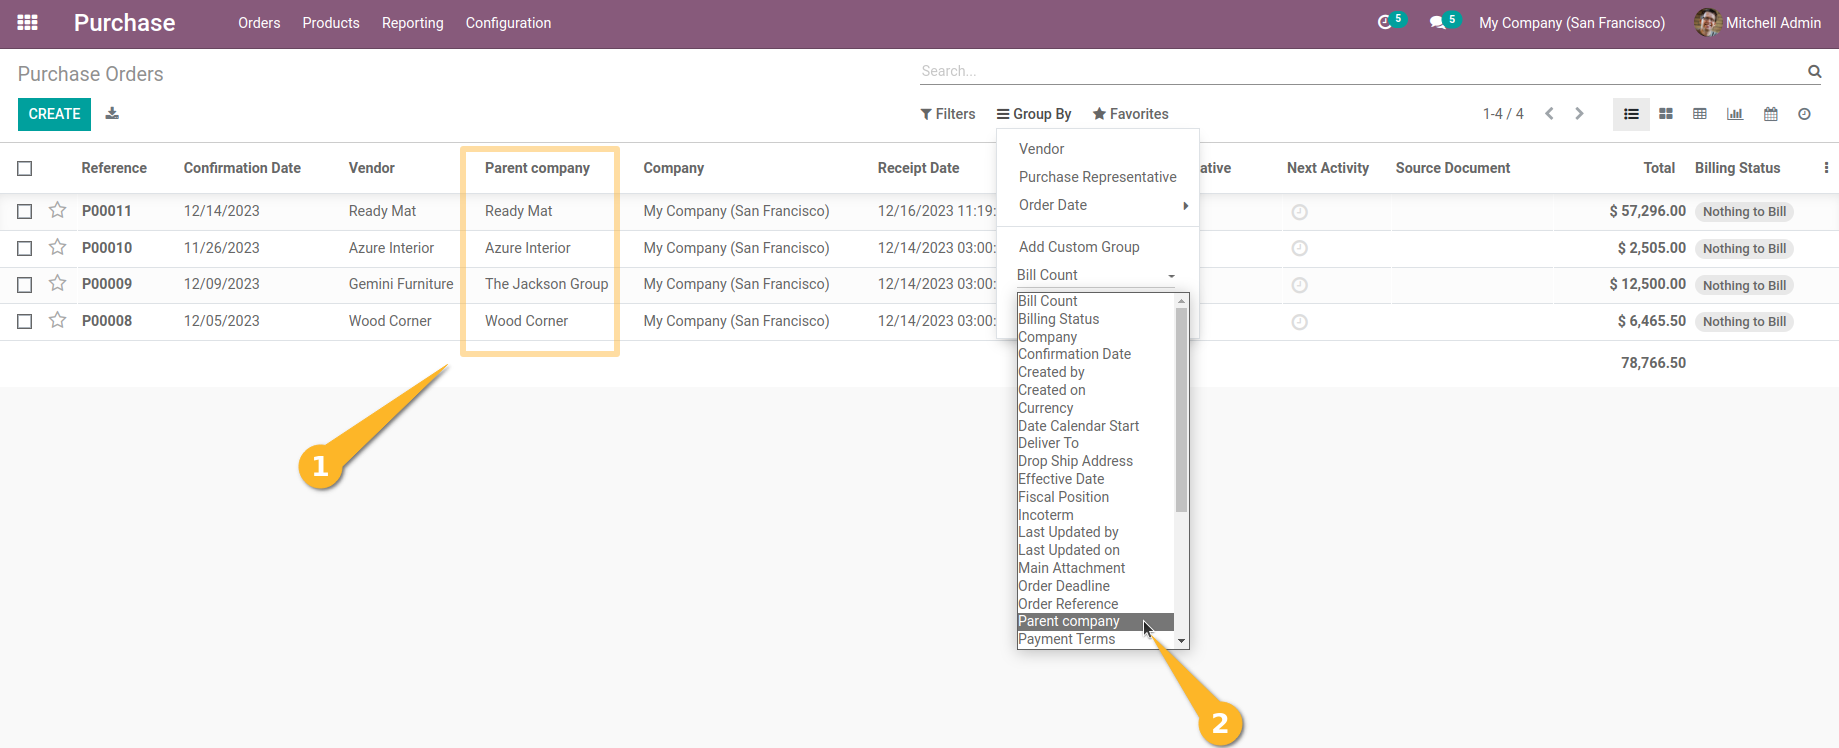 Purchase Orders Products Reporting Configuration 5 5 My Company (San Francisco) Mitchell Admin
Purchase Orders Search...
CREATE Filters Group By Favorites 1-4 / 4
Reference Confirmation Date Vendor Parent company Company Receipt Date ative Next Activity Source Document Total Billing Status
P00011 12/14/2023 Ready Mat Ready Mat My Company (San Francisco) 12/16/2023 11:19: $ 57,296.00 Nothing to Bill
P00010 11/26/2023 Azure Interior Azure Interior My Company (San Francisco) 12/14/2023 03:00: $ 2,505.00 Nothing to Bill
P00009 12/09/2023 Gemini Furniture The Jackson Group My Company (San Francisco) 12/14/2023 03:00: $ 12,500.00 Nothing to Bill
P00008 12/05/2023 Wood Corner Wood Corner My Company (San Francisco) 12/14/2023 03:00: $ 6,465.50 Nothing to Bill
78,766.50
Vendor
Purchase Representative
Order Date
Add Custom Group
Bill Count
Bill Count
Billing Status
Company
Confirmation Date
Created by
Created on
Currency
Date Calendar Start
Deliver To
Drop Ship Address
Effective Date
Fiscal Position
Incoterm
Last Updated by
Last Updated on
Main Attachment
Order Deadline
Order Reference
Parent company
Payment Terms
1
2